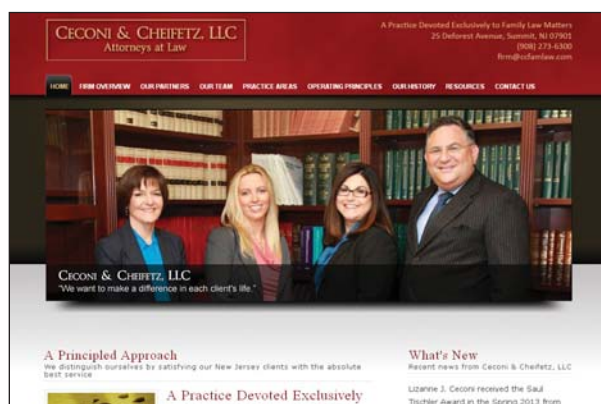 CECONI & CHEIFETZ, LLC
Attorneys at Law
A Practice Devoted Exclusively to Family Law Matters
25 Deforest Avenue, Summit, NJ 07901
(908) 273-6300
firm@ccfamlaw.com
HOME FIRM OVERVIEW OUR PARTNERS OUR TEAM PRACTICE AREAS OPERATING PRINCIPLES OUR HISTORY RESOURCES CONTACT US
CECONI & CHEIFETZ, LLC
"We want to make a difference in each client's life."
A Principled Approach
We distinguish ourselves by satisfying our New Jersey clients with the absolute
best service
A Practice Devoted Exclusively
What's New
Recent news from Ceconi & Cheifetz, LLC
Lizanne J. Ceconi received the Saul
Tischler Award in the Spring 2013 from